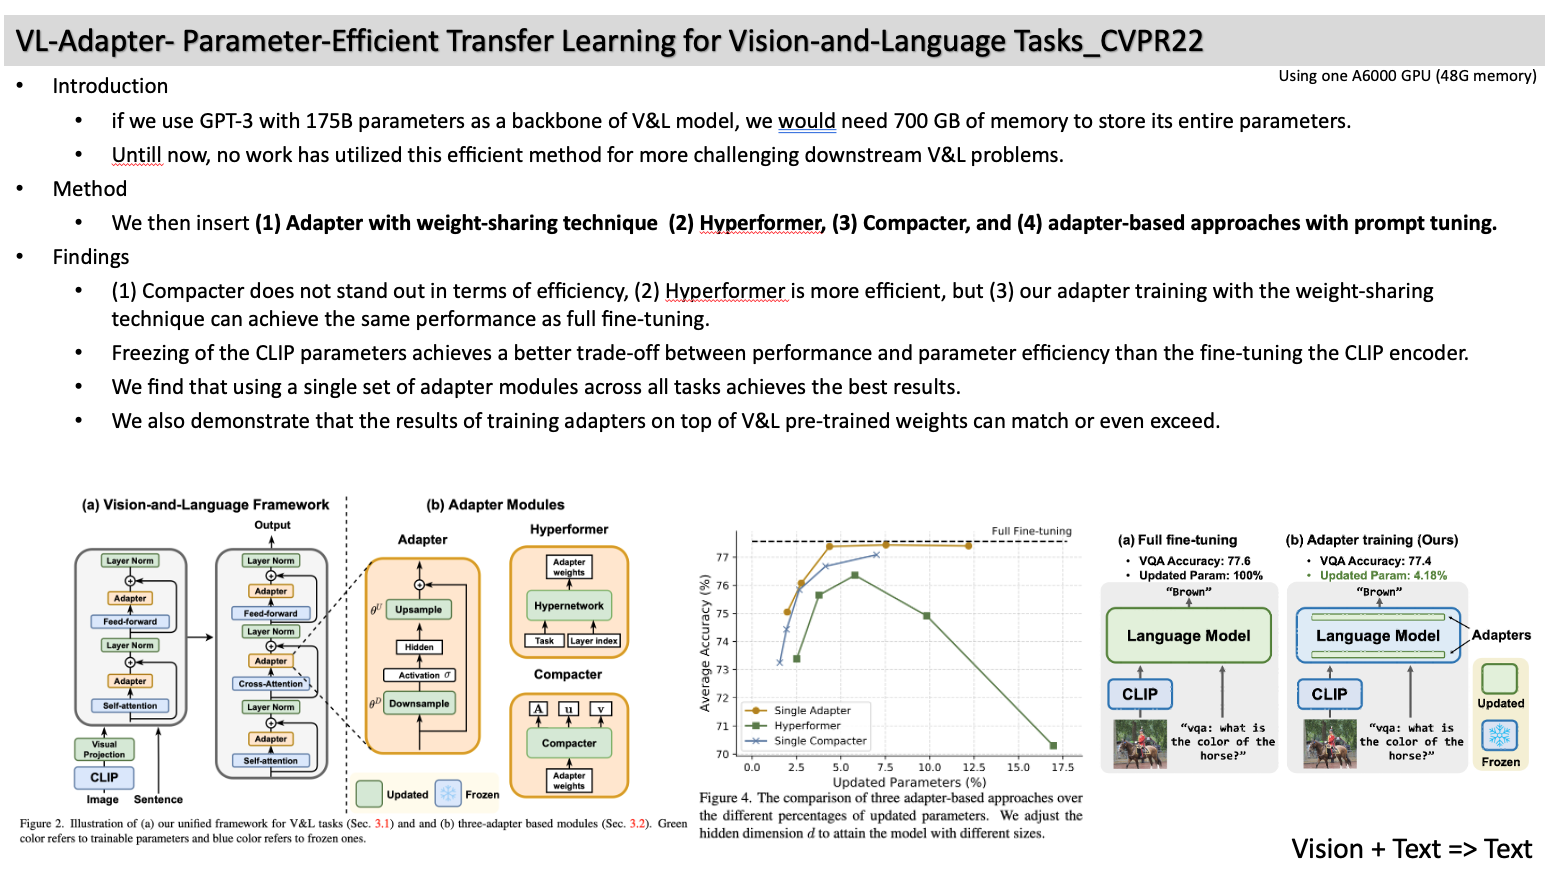 VL-Adapter- Parameter-Efficient Transfer Learning for Vision-and-Language Tasks_CVPR22
Using one A6000 GPU (48G memory)
• Introduction
• if we use GPT-3 with 175B parameters as a backbone of V&L model, we would need 700 GB of memory to store its entire parameters.
• Untill now, no work has utilized this efficient method for more challenging downstream V&L problems.
• Method
• We then insert (1) Adapter with weight-sharing technique (2) Hyperformer, (3) Compacter, and (4) adapter-based approaches with prompt tuning.
• Findings
• (1) Compacter does not stand out in terms of efficiency, (2) Hyperformer is more efficient, but (3) our adapter training with the weight-sharing
technique can achieve the same performance as full fine-tuning.
• Freezing of the CLIP parameters achieves a better trade-off between performance and parameter efficiency than the fine-tuning the CLIP encoder.
• We find that using a single set of adapter modules across all tasks achieves the best results.
• We also demonstrate that the results of training adapters on top of V&L pre-trained weights can match or even exceed.
(a) Vision-and-Language Framework
Output
Layer Norm
Adapter
Feed-forward
Layer Norm
Adapter
Self-attention
Visual
Projection
CLIP
Image
Sentence
Layer Norm
Adapter
Feed-forward
Layer Norm
Adapter
Cross-Attention
Layer Norm
Adapter
Self-attention
(b) Adapter Modules
Adapter
θU Upsample
Hidden
Activation σ
θD Downsample
Hyperformer
Adapter
weights
Hypernetwork
Task
Layer index
Compacter
A u v
Compacter
Adapter
weights
Updated
Frozen
Figure 2. Illustration of (a) our unified framework for V&L tasks (Sec. 3.1) and and (b) three-adapter based modules (Sec. 3.2). Green
color refers to trainable parameters and blue color refers to frozen ones.
Full Fine-tuning
Average Accuracy (%)
77
76
75
74
73
72
71
70
Single Adapter
Hyperformer
Single Compacter
0.0 2.5 5.0 7.5 10.0 12.5 15.0 17.5
Updated Parameters (%)
Figure 4. The comparison of three adapter-based approaches over
the different percentages of updated parameters. We adjust the
hidden dimension d to attain the model with different sizes.
(a) Full fine-tuning
• VQA Accuracy: 77.6
• Updated Param: 100%
"Brown"
Language Model
CLIP
"vqa: what is
the color of the
horse?"
(b) Adapter training (Ours)
• VQA Accuracy: 77.4
• Updated Param: 4.18%
"Brown"
Language Model
Adapters
CLIP
"vqa: what is
the color of the
horse?"
Updated
Frozen
Vision + Text => Text